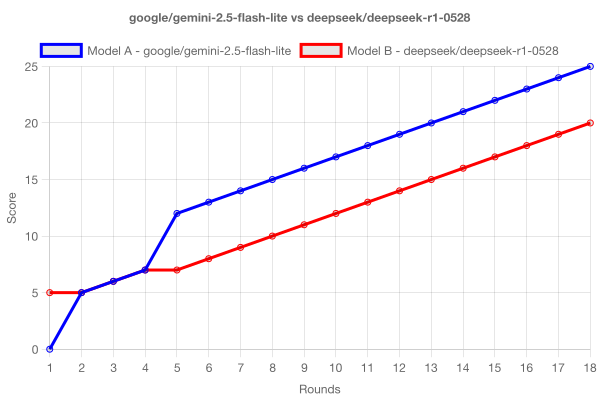 google/gemini-2.5-flash-lite vs deepseek/deepseek-r1-0528
Model A - google/gemini-2.5-flash-lite Model B - deepseek/deepseek-r1-0528
25
20
15
10
5
0
Score
1 2 3 4 5 6 7 8 9 10 11 12 13 14 15 16 17 18
Rounds